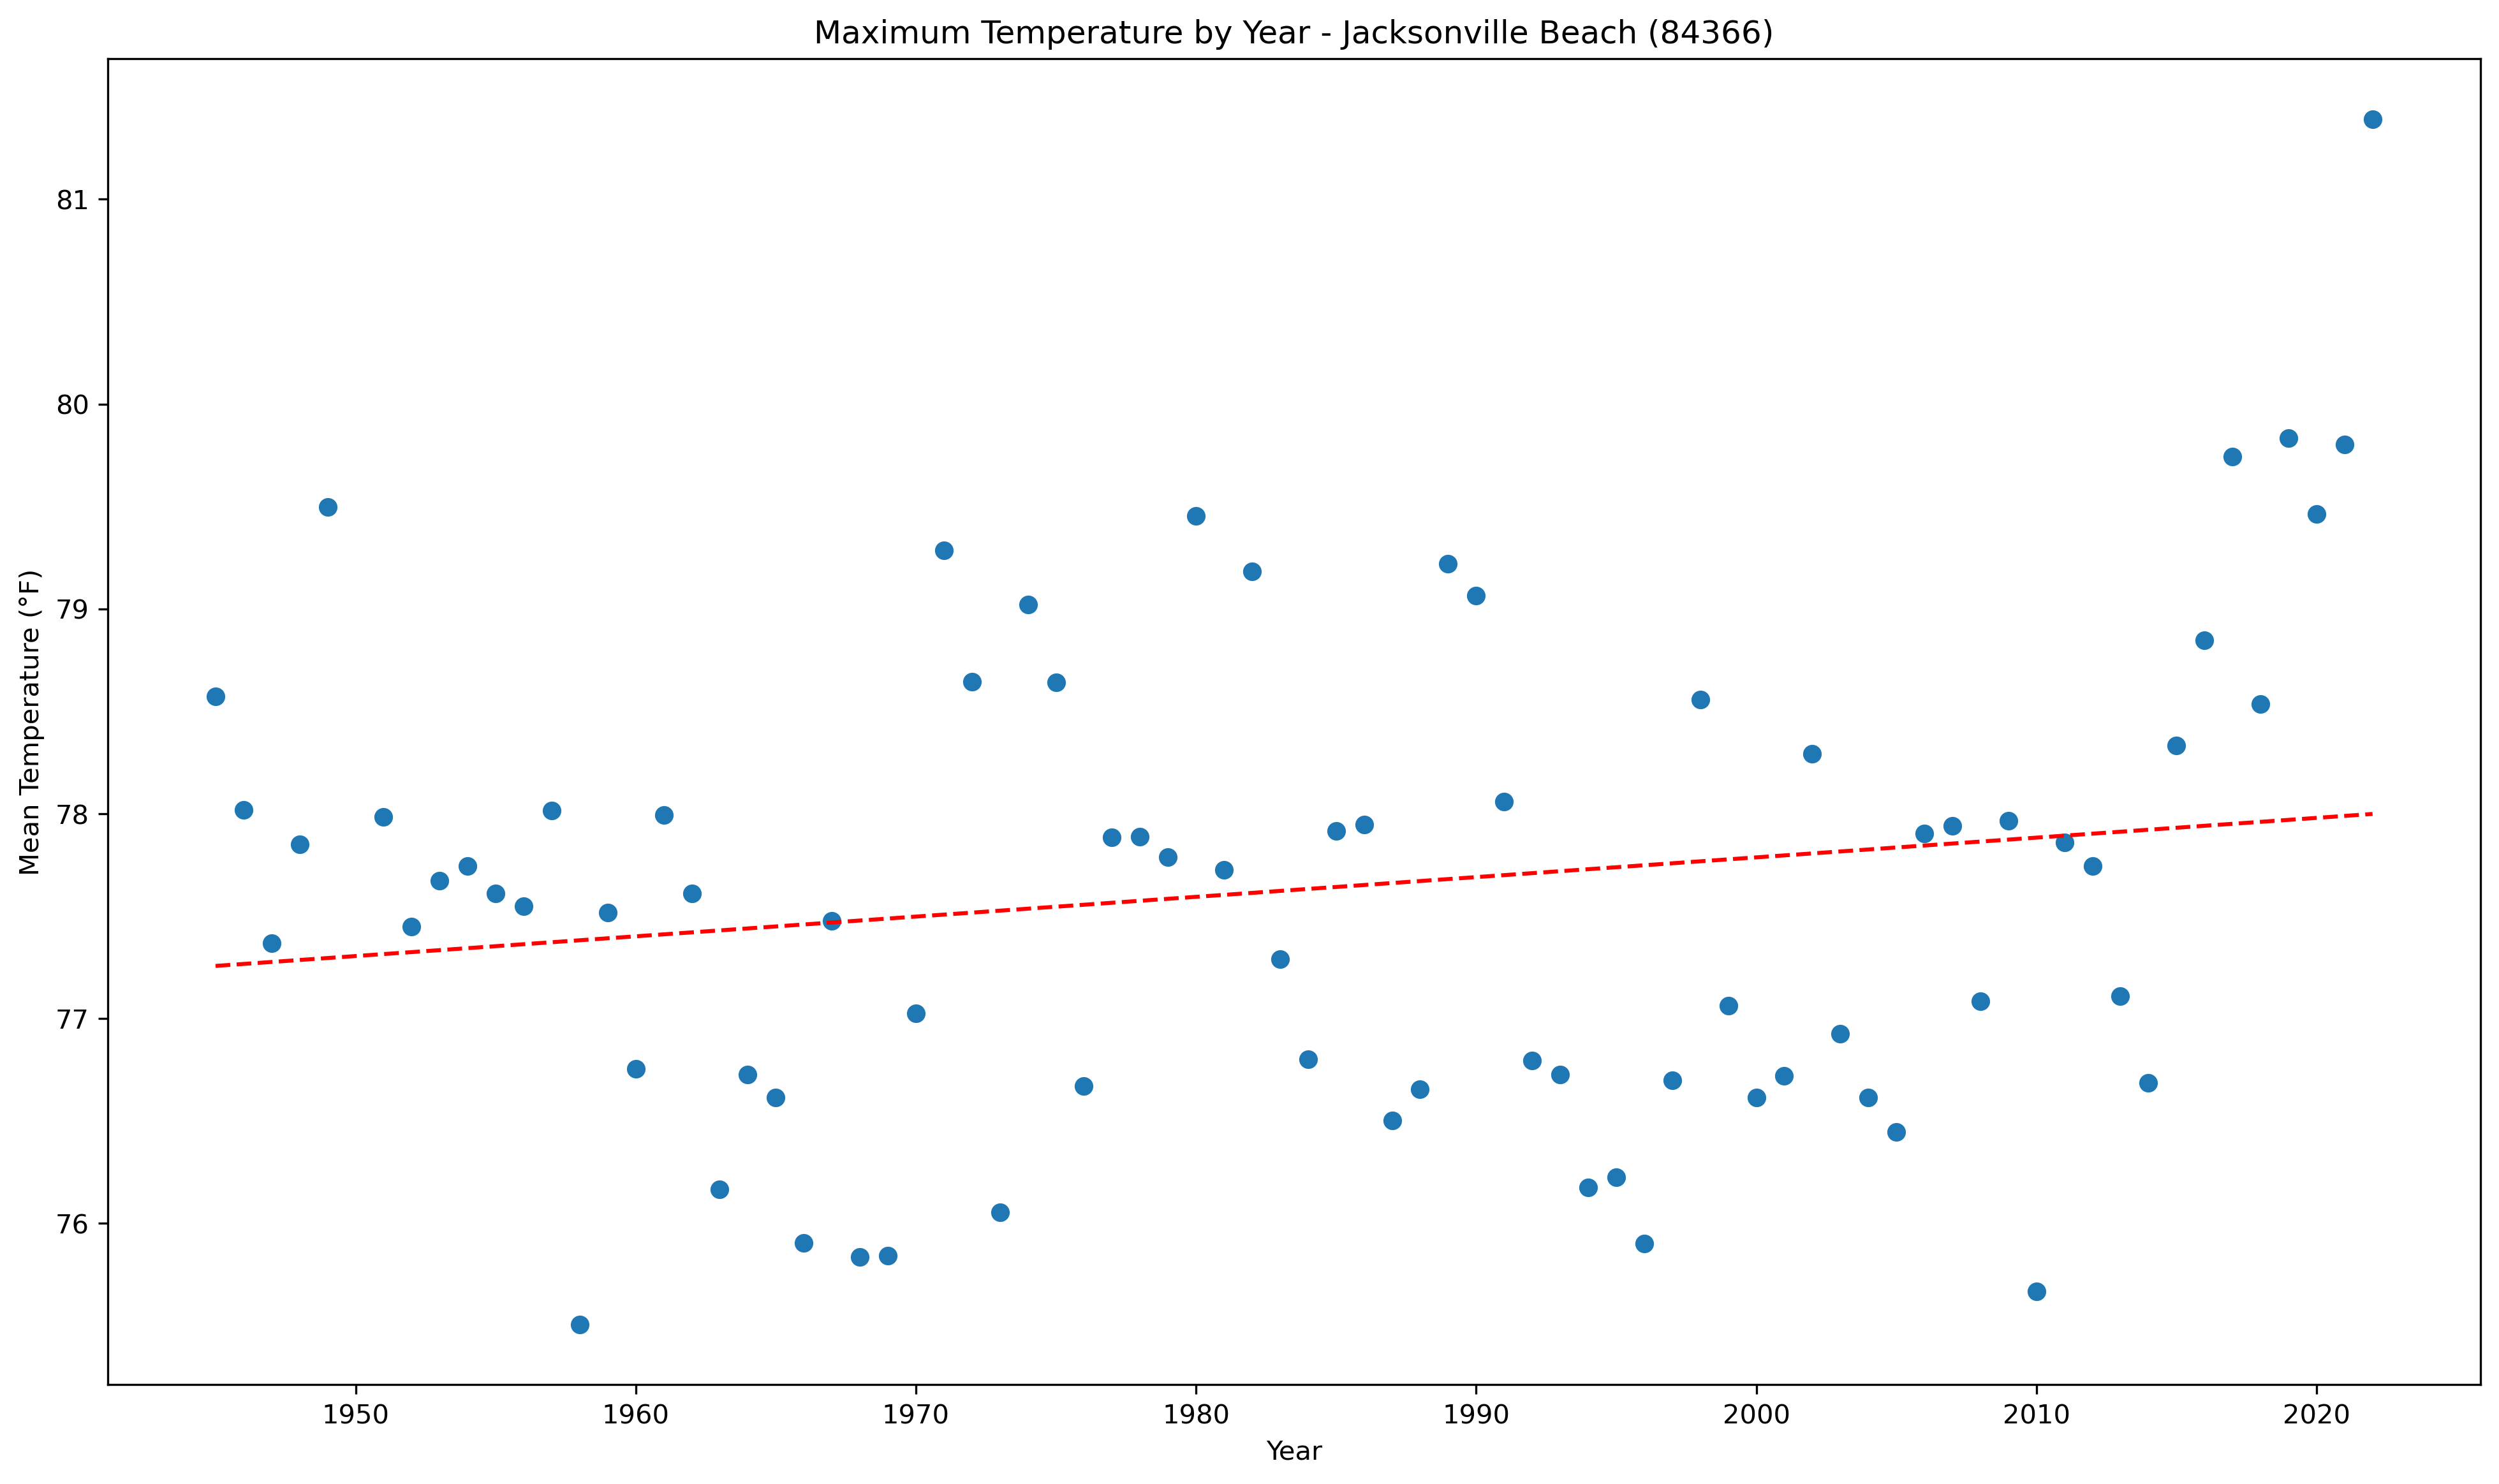 Maximum Temperature by Year - Jacksonville Beach (84366)
Mean Temperature (°F)
81
80
79
78
77
76
1950 1960 1970 1980 1990 2000 2010 2020
Year